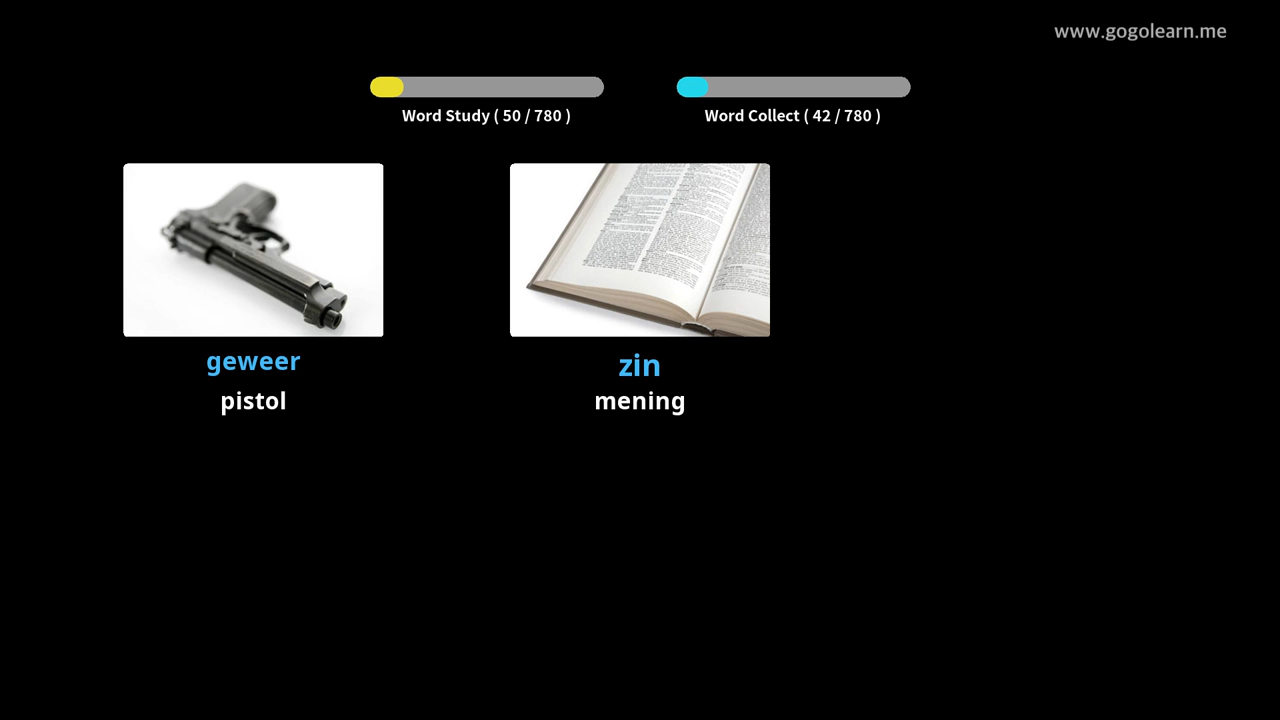 www.gogolearn.me
Word Study ( 50 / 780 )
Word Collect ( 42 / 780 )
geweer
pistol
zin
mening